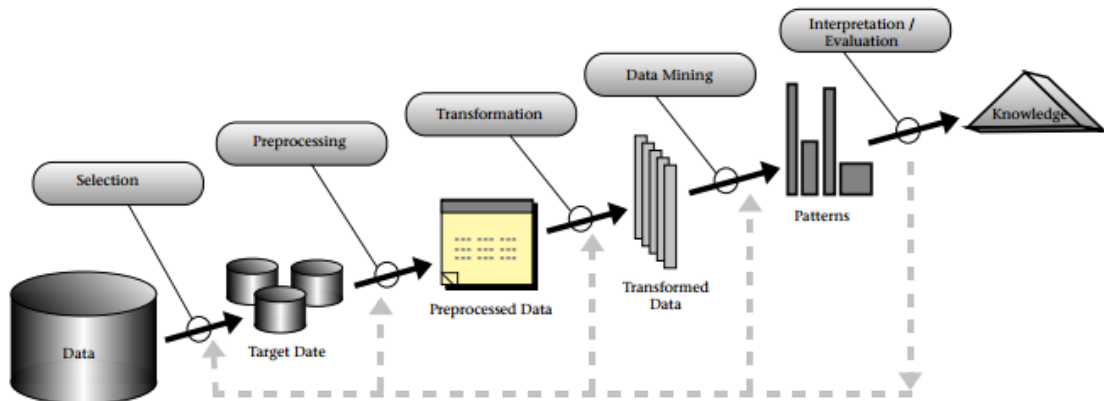 Interpretation /
Evaluation
Data Mining
Transformation
Preprocessing
Selection
Knowledge
Patterns
Transformed
Data
Preprocessed Data
Target Date
Data